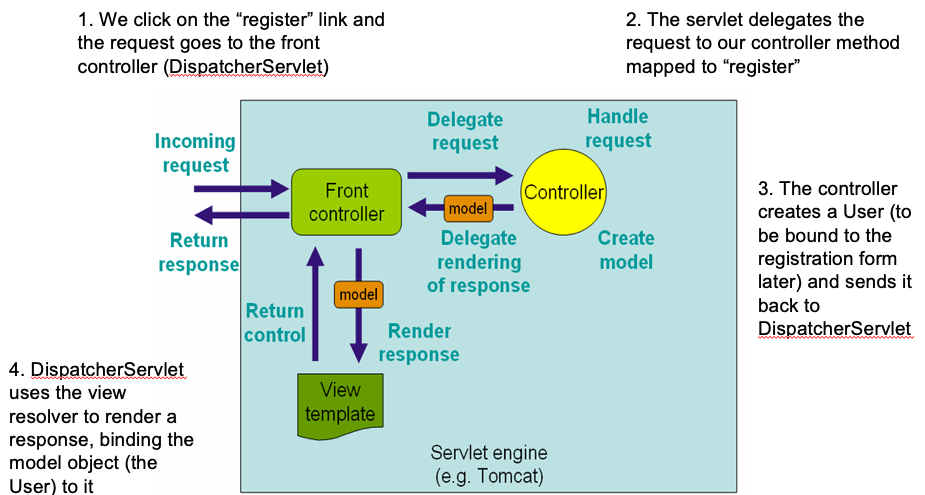 1. We click on the “register” link and
the request goes to the front
controller (DispatcherServlet)
2. The servlet delegates the
request to our controller method
mapped to “register”
Incoming
request
Delegate
request
Handle
request
Front
controller
Controller
model
Return
response
Delegate
rendering
of response
Create
model
3. The controller
creates a User (to
be bound to the
registration form
later) and sends it
back to
DispatcherServlet
model
Return
control
Render
response
4. DispatcherServlet
uses the view
resolver to render a
response, binding the
model object (the
User) to it
View
template
Servlet engine
(e.g. Tomcat)